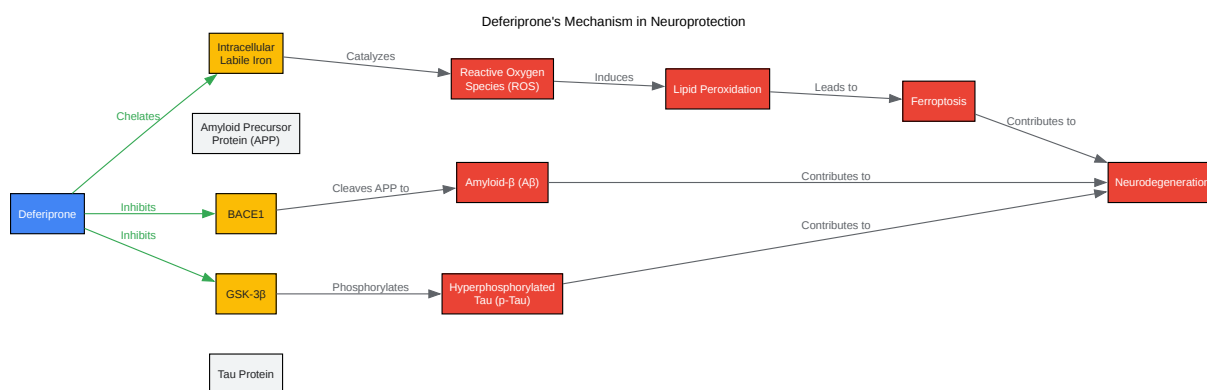 Deferiprone's Mechanism in Neuroprotection
Intracellular
Labile Iron
Catalyzes
Reactive Oxygen
Species (ROS)
Induces
Lipid Peroxidation
Leads to
Ferroptosis
Contributes to
Chelates
Amyloid Precursor
Protein (APP)
Deferiprone
Inhibits
BACE1
Cleaves APP to
Amyloid-β (Aβ)
Contributes to
Neurodegeneration
Inhibits
GSK-3β
Phosphorylates
Hyperphosphorylated
Tau (p-Tau)
Contributes to
Tau Protein